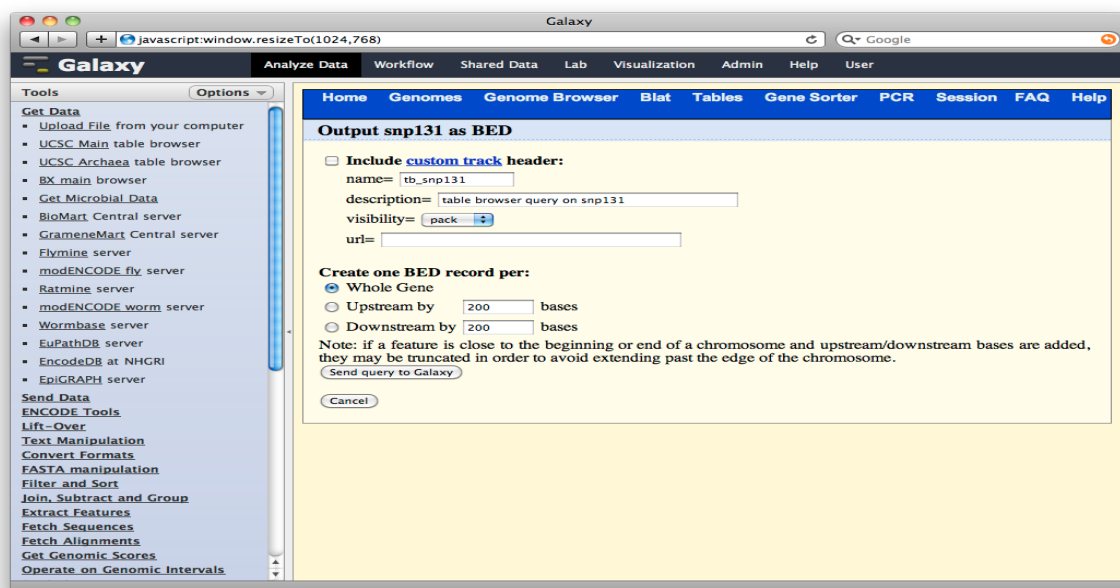 Galaxy
javascript:window.resizeTo(1024,768)
Google
Galaxy
Analyze Data Workflow Shared Data Lab Visualization Admin Help User
Tools
Options
Get Data
Upload File from your computer
UCSC Main table browser
UCSC Archaea table browser
BX main browser
Get Microbial Data
BioMart Central server
GrameneMart Central server
Flymine server
modENCODE fly server
Ratmine server
modENCODE worm server
Wormbase server
EuPathDB server
EncodeDB at NHGRI
EpiGRAPH server
Send Data
ENCODE Tools
Lift-Over
Text Manipulation
Convert Formats
FASTA manipulation
Filter and Sort
Join, Subtract and Group
Extract Features
Fetch Sequences
Fetch Alignments
Get Genomic Scores
Operate on Genomic Intervals
Home Genomes Genome Browser Blat Tables Gene Sorter PCR Session FAQ Help
Output snp131 as BED
Include custom track header:
name= tb_snp131
description= table browser query on snp131
visibility= pack
url=
Create one BED record per:
Whole Gene
Upstream by 200 bases
Downstream by 200 bases
Note: if a feature is close to the beginning or end of a chromosome and upstream/downstream bases are added,
they may be truncated in order to avoid extending past the edge of the chromosome.
Send query to Galaxy
Cancel